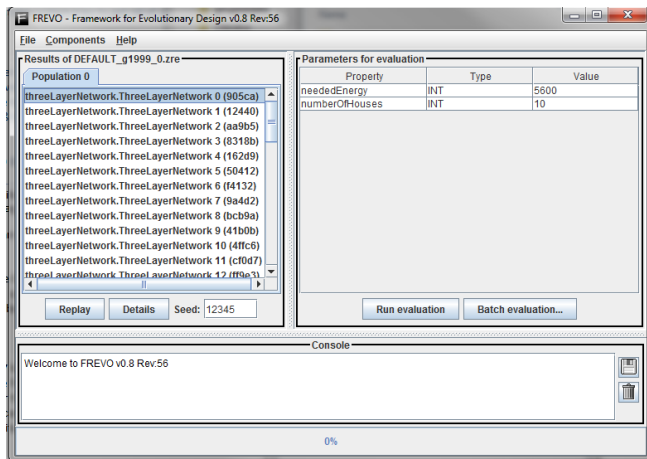 FREVO - Framework for Evolutionary Design v0.8 Rev:56
File Components Help
Results of DEFAULT_g1999_0.zre
Population 0
threeLayerNetwork.ThreeLayerNetwork 0 (905ca)
threeLayerNetwork.ThreeLayerNetwork 1 (12440)
threeLayerNetwork.ThreeLayerNetwork 2 (aa9b5)
threeLayerNetwork.ThreeLayerNetwork 3 (8318b)
threeLayerNetwork.ThreeLayerNetwork 4 (162d9)
threeLayerNetwork.ThreeLayerNetwork 5 (50412)
threeLayerNetwork.ThreeLayerNetwork 6 (f4132)
threeLayerNetwork.ThreeLayerNetwork 7 (9a4d2)
threeLayerNetwork.ThreeLayerNetwork 8 (bcb9a)
threeLayerNetwork.ThreeLayerNetwork 9 (41b0b)
threeLayerNetwork.ThreeLayerNetwork 10 (4ffc6)
threeLayerNetwork.ThreeLayerNetwork 11 (cf0d7)
threeLayerNetwork.ThreeLayerNetwork 12 (ff9e3)
Replay Details Seed: 12345
Parameters for evaluation
Property Type Value
neededEnergy INT 5600
numberOfHouses INT 10
Run evaluation Batch evaluation...
Console
Welcome to FREVO v0.8 Rev:56
0%